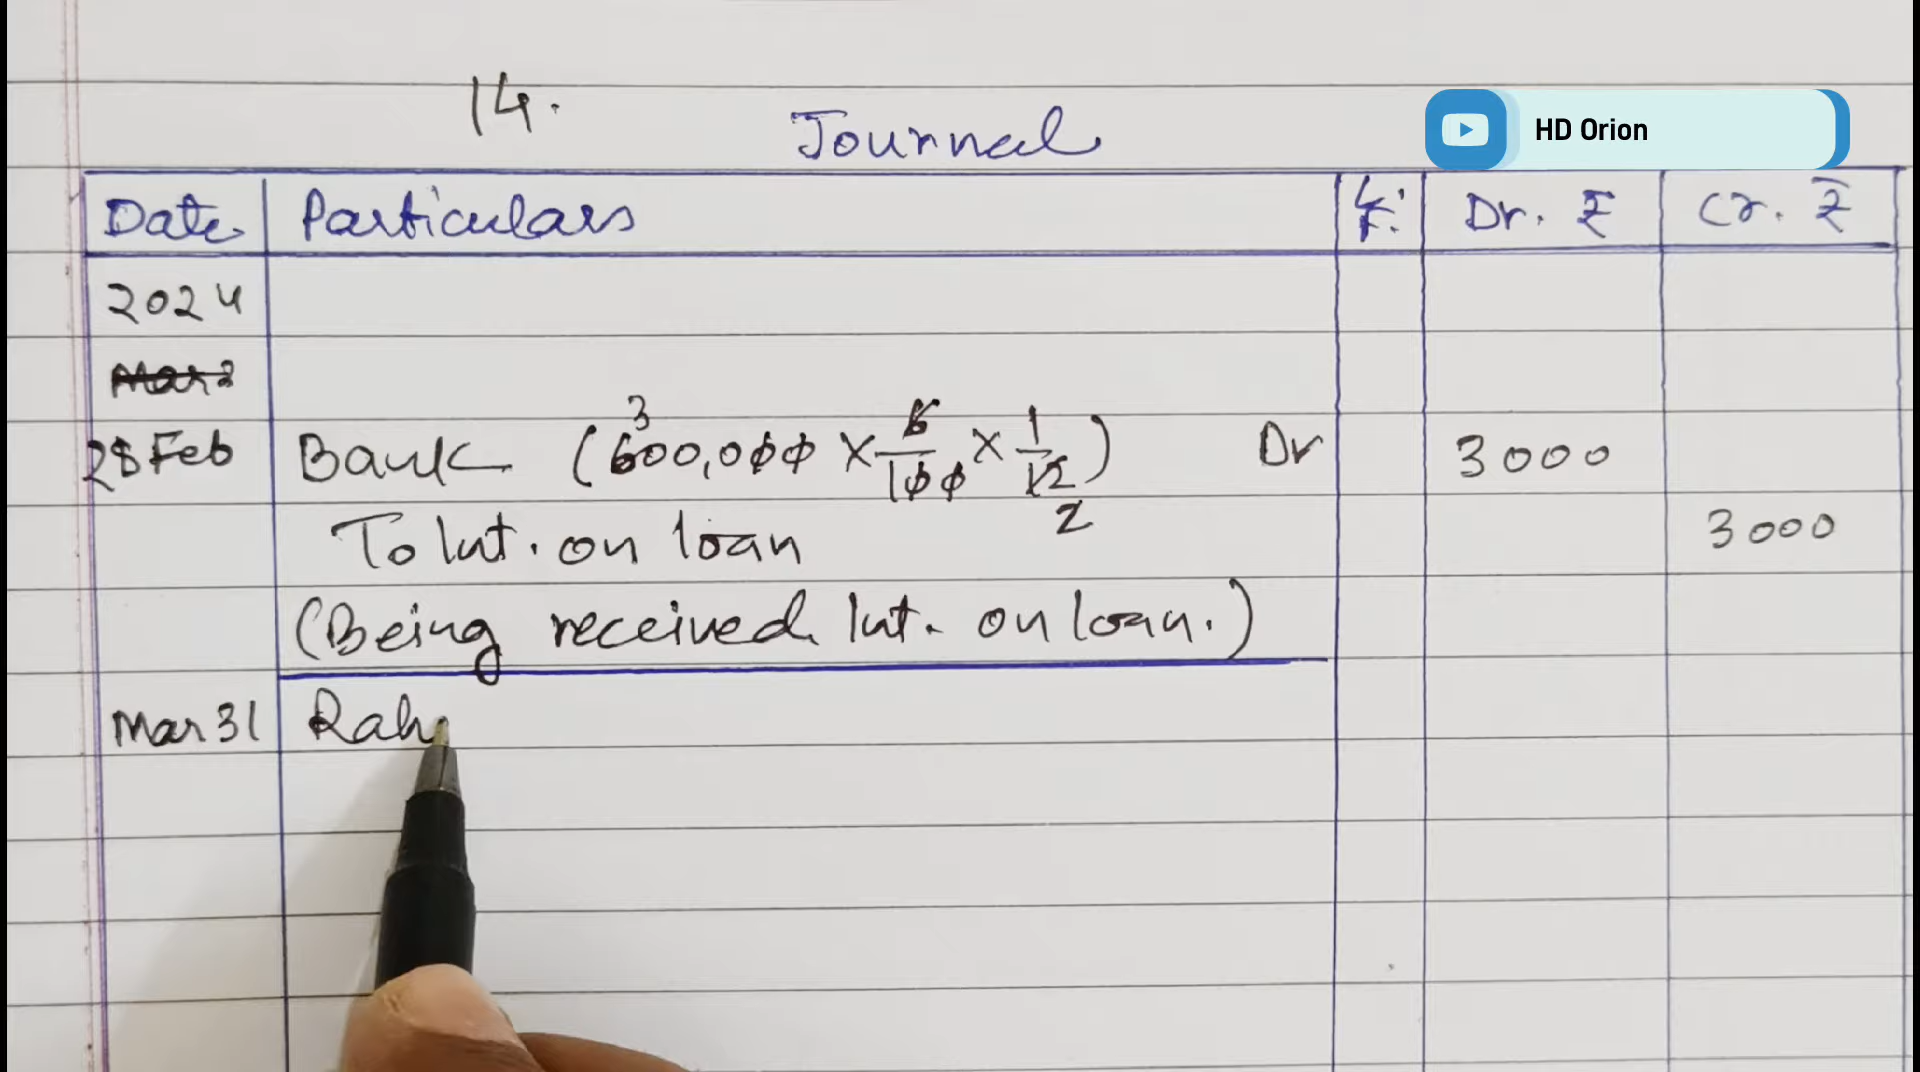 14.
Journal
HD Orion
Date Particulars L.F. Dr. ₹ Cr. ₹
2024
28 Feb Bank (600,000 × 6/100 × 1/12) Dr 3000
3
2
To Int. on loan 3000
(Being received Int. on loan.)
Mar 31 Rah